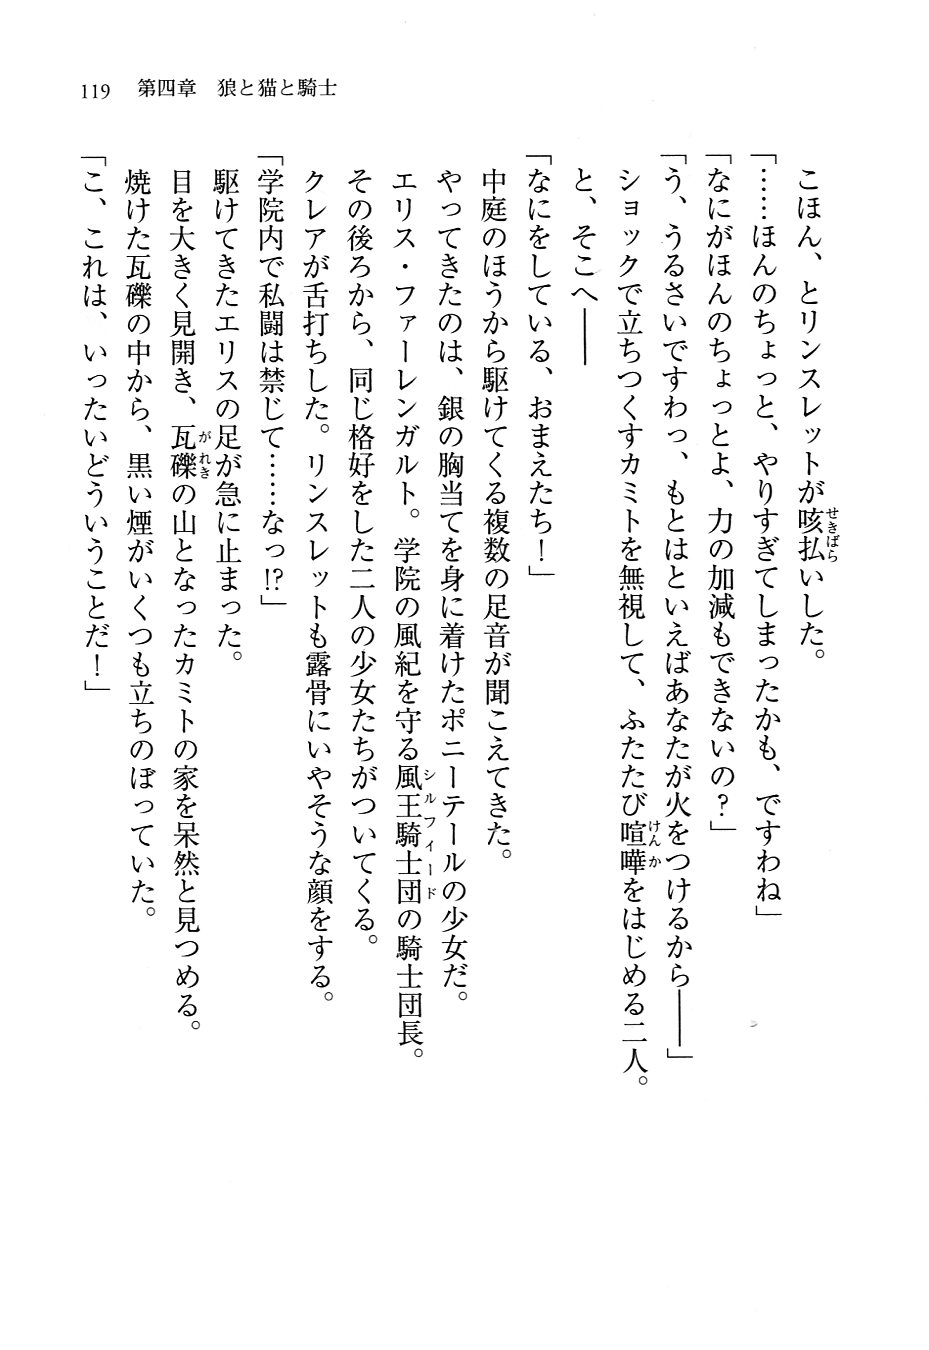 119　第四章　狼と猫と騎士
こほん、とリンスレットが咳払いした。
「……ほんのちょっと、やりすぎてしまったかも、ですわね」
「なにがほんのちょっとよ、力の加減もできないの？」
「う、うるさいですわっ、もとはといえばあなたが火をつけるから――」
ショックで立ちつくすカミトを無視して、ふたたび喧嘩をはじめる二人。
と、そこへ――
「なにをしている、おまえたち！」
中庭のほうから駆けてくる複数の足音が聞こえてきた。
やってきたのは、銀の胸当てを身に着けたポニーテールの少女だ。
エリス・ファーレンガルト。学院の風紀を守る風王騎士団の騎士団長。
その後ろから、同じ格好をした二人の少女たちがついてくる。
クレアが舌打ちした。リンスレットも露骨にいやそうな顔をする。
「学院内で私闘は禁じて……なっ!?」
駆けてきたエリスの足が急に止まった。
目を大きく見開き、瓦礫の山となったカミトの家を呆然と見つめる。
焼けた瓦礫の中から、黒い煙がいくつも立ちのぼっていた。
「こ、これは、いったいどういうことだ！」
せきばら
けんか
シルフィード
がれき